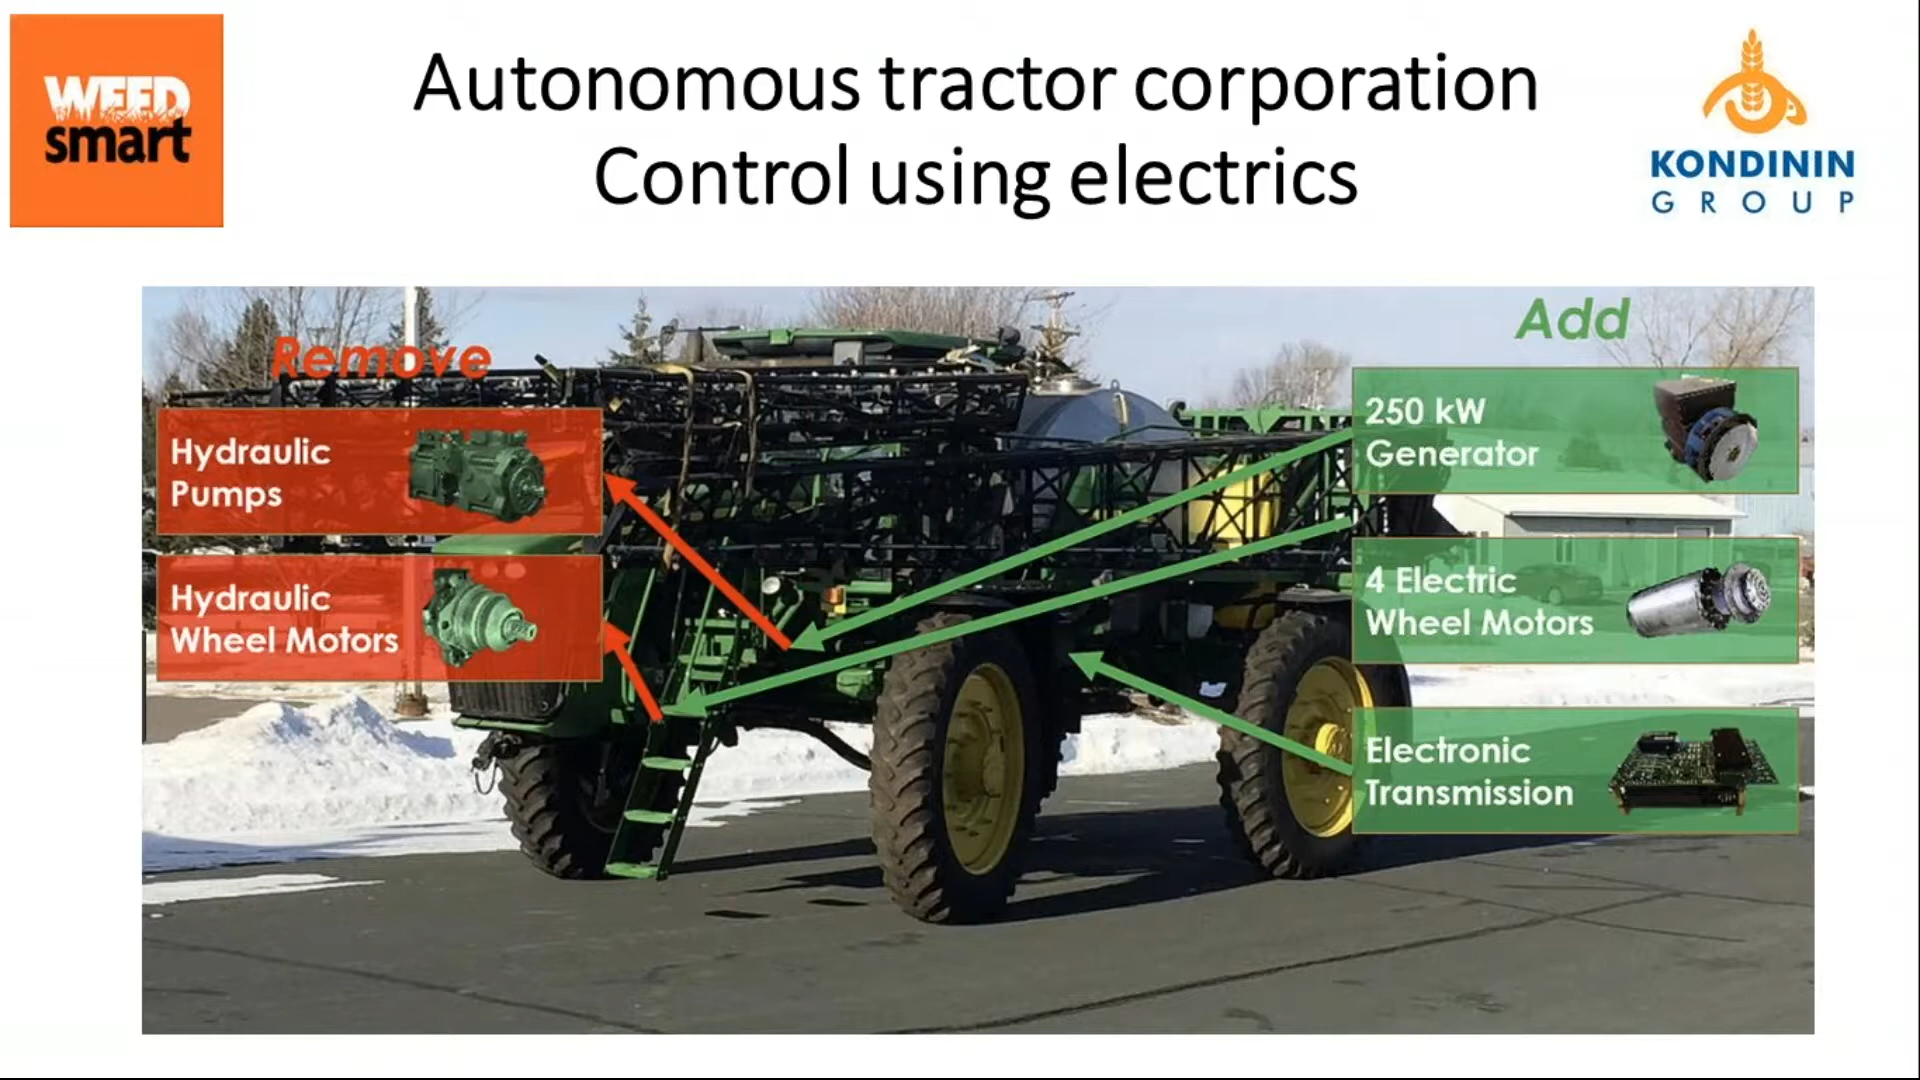 WEED
smart
Autonomous tractor corporation
Control using electrics
KONDININ
GROUP
Remove
Hydraulic
Pumps
Hydraulic
Wheel Motors
Add
250 kW
Generator
4 Electric
Wheel Motors
Electronic
Transmission